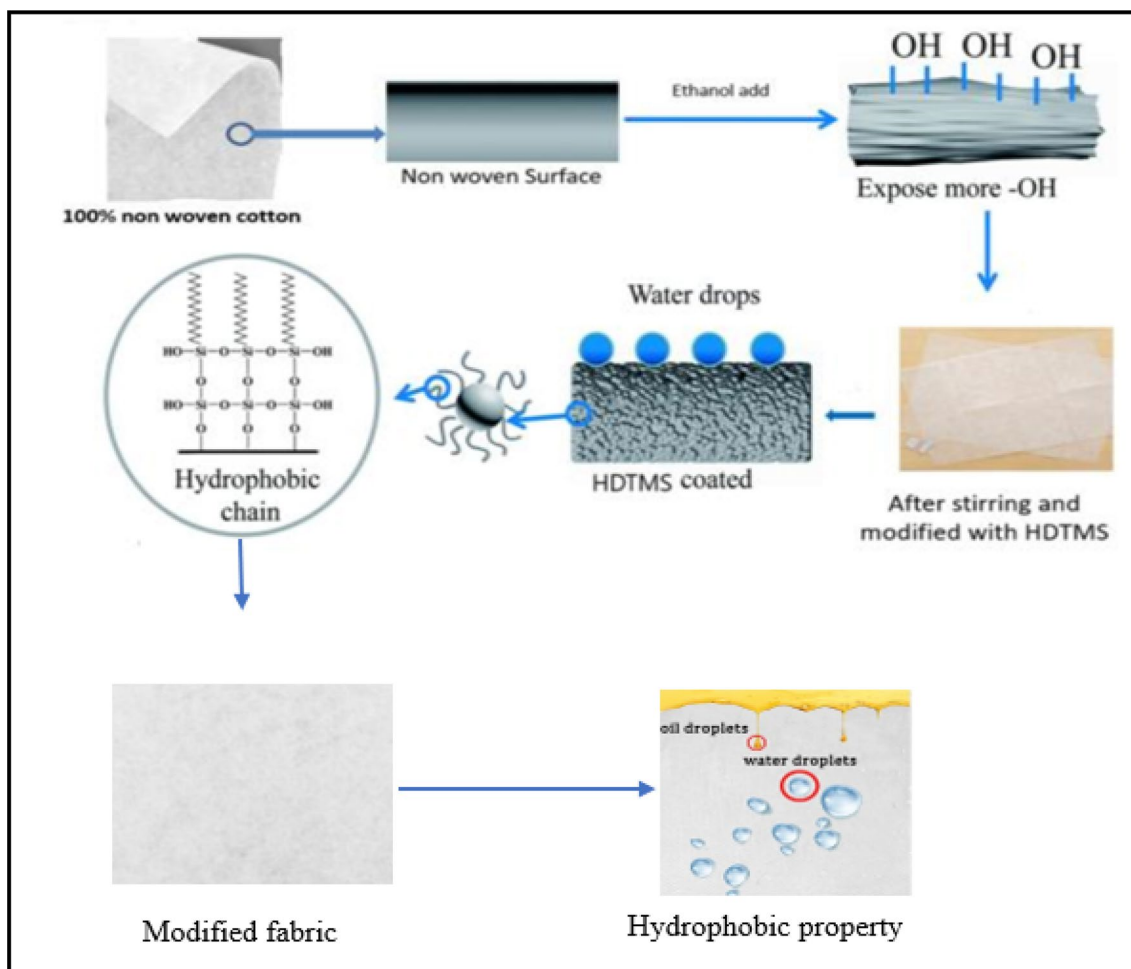 OH OH OH
Ethanol add
Non woven Surface
100% non woven cotton
Expose more -OH
Water drops
HO-Si-O-Si-O-Si-OH
O O O
HO-Si-O-Si-O-Si-OH
O O O
Hydrophobic
chain
HDTMS coated
After stirring and
modified with HDTMS
oil droplets
water droplets
Modified fabric
Hydrophobic property